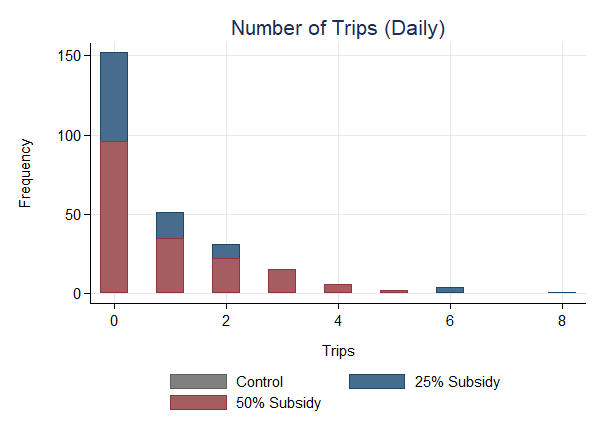 Number of Trips (Daily)
150
100
50
0
Frequency
0 2 4 6 8
Trips
Control 25% Subsidy
50% Subsidy